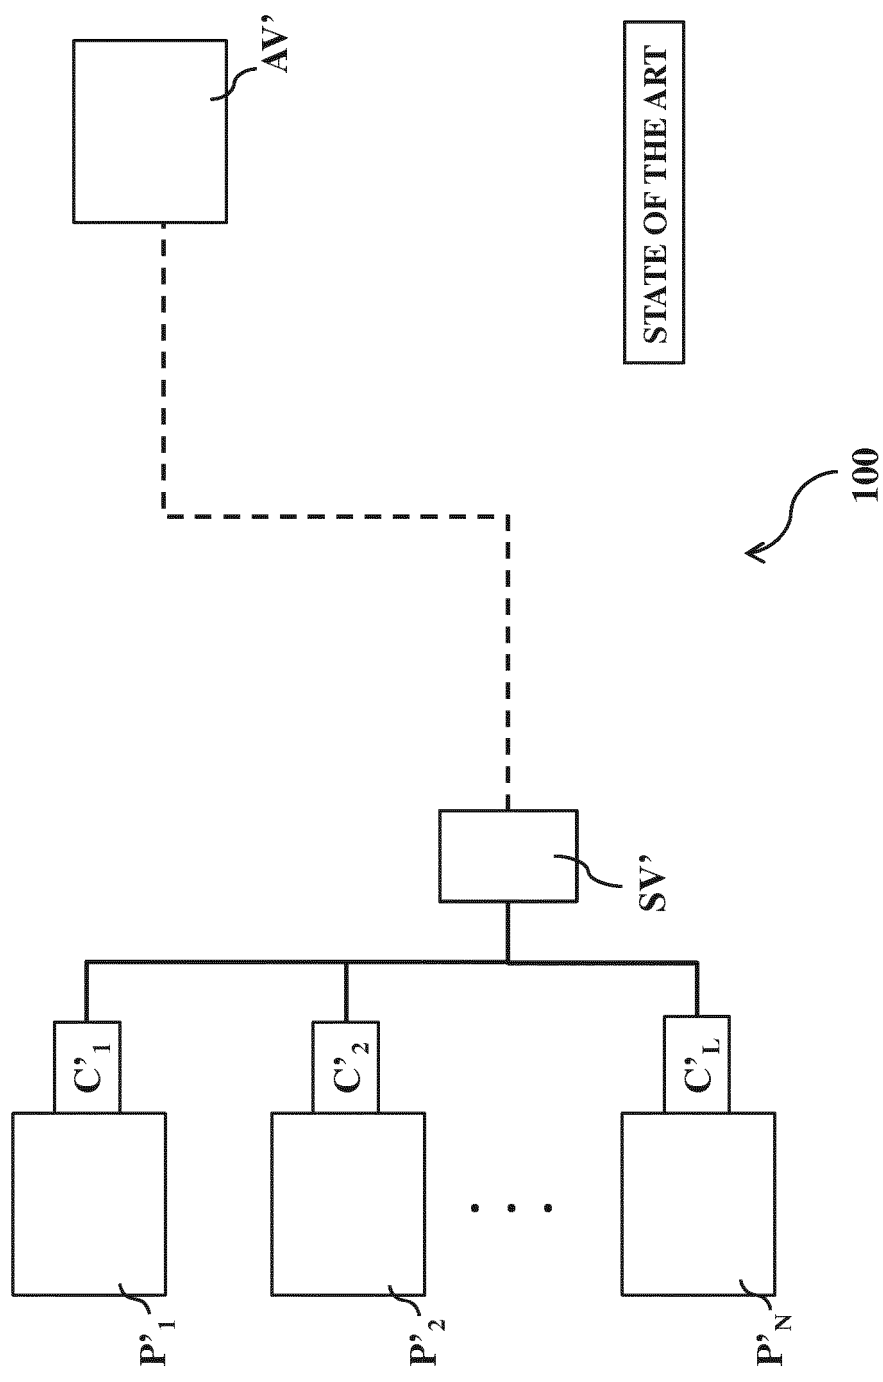 AV’
STATE OF THE ART
100
SV’
C’1
C’2
C’L
P’1
P’2
P’N